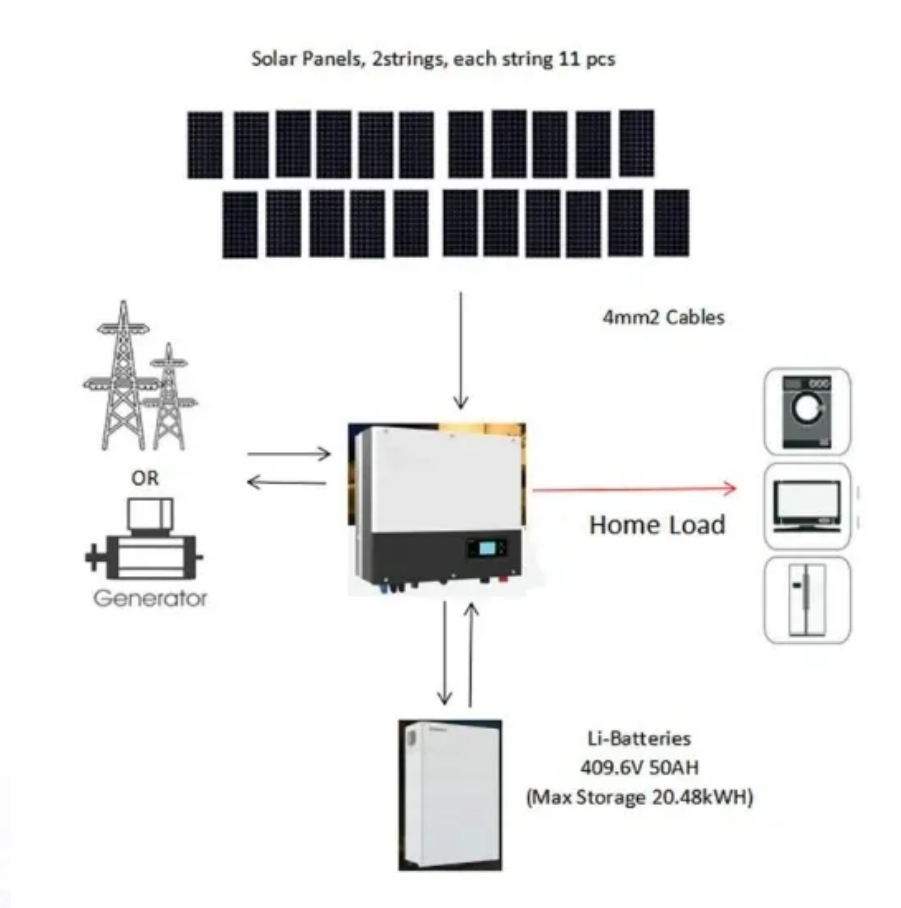 Solar Panels, 2strings, each string 11 pcs
4mm2 Cables
OR
Generator
Home Load
Li-Batteries
409.6V 50AH
(Max Storage 20.48kWH)